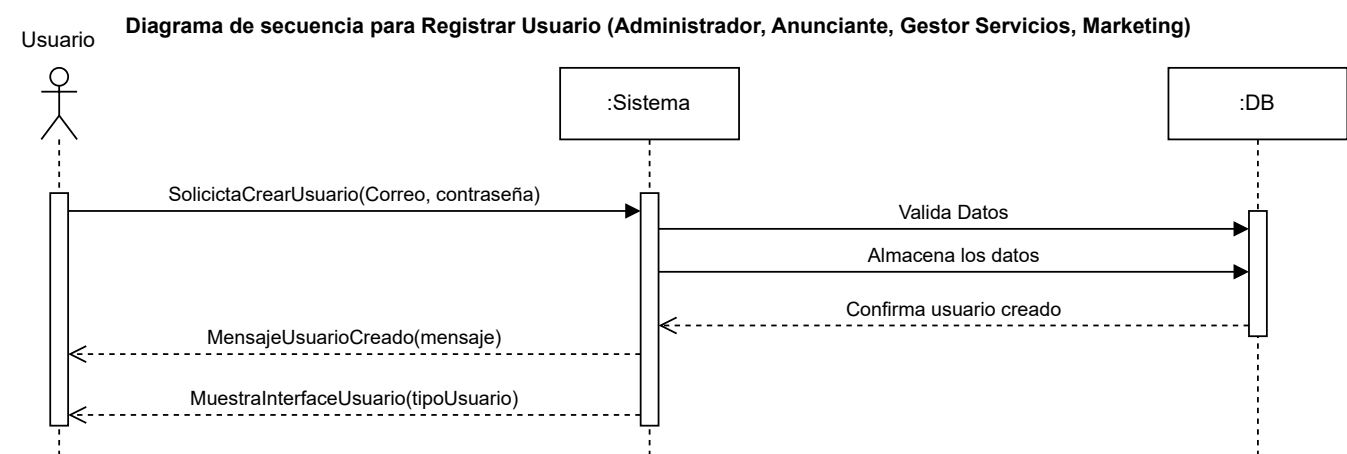 Diagrama de secuencia para Registrar Usuario (Administrador, Anunciante, Gestor Servicios, Marketing)
Usuario
:Sistema
:DB
SolicictaCrearUsuario(Correo, contraseña)
Valida Datos
Almacena los datos
Confirma usuario creado
MensajeUsuarioCreado(mensaje)
MuestraInterfaceUsuario(tipoUsuario)